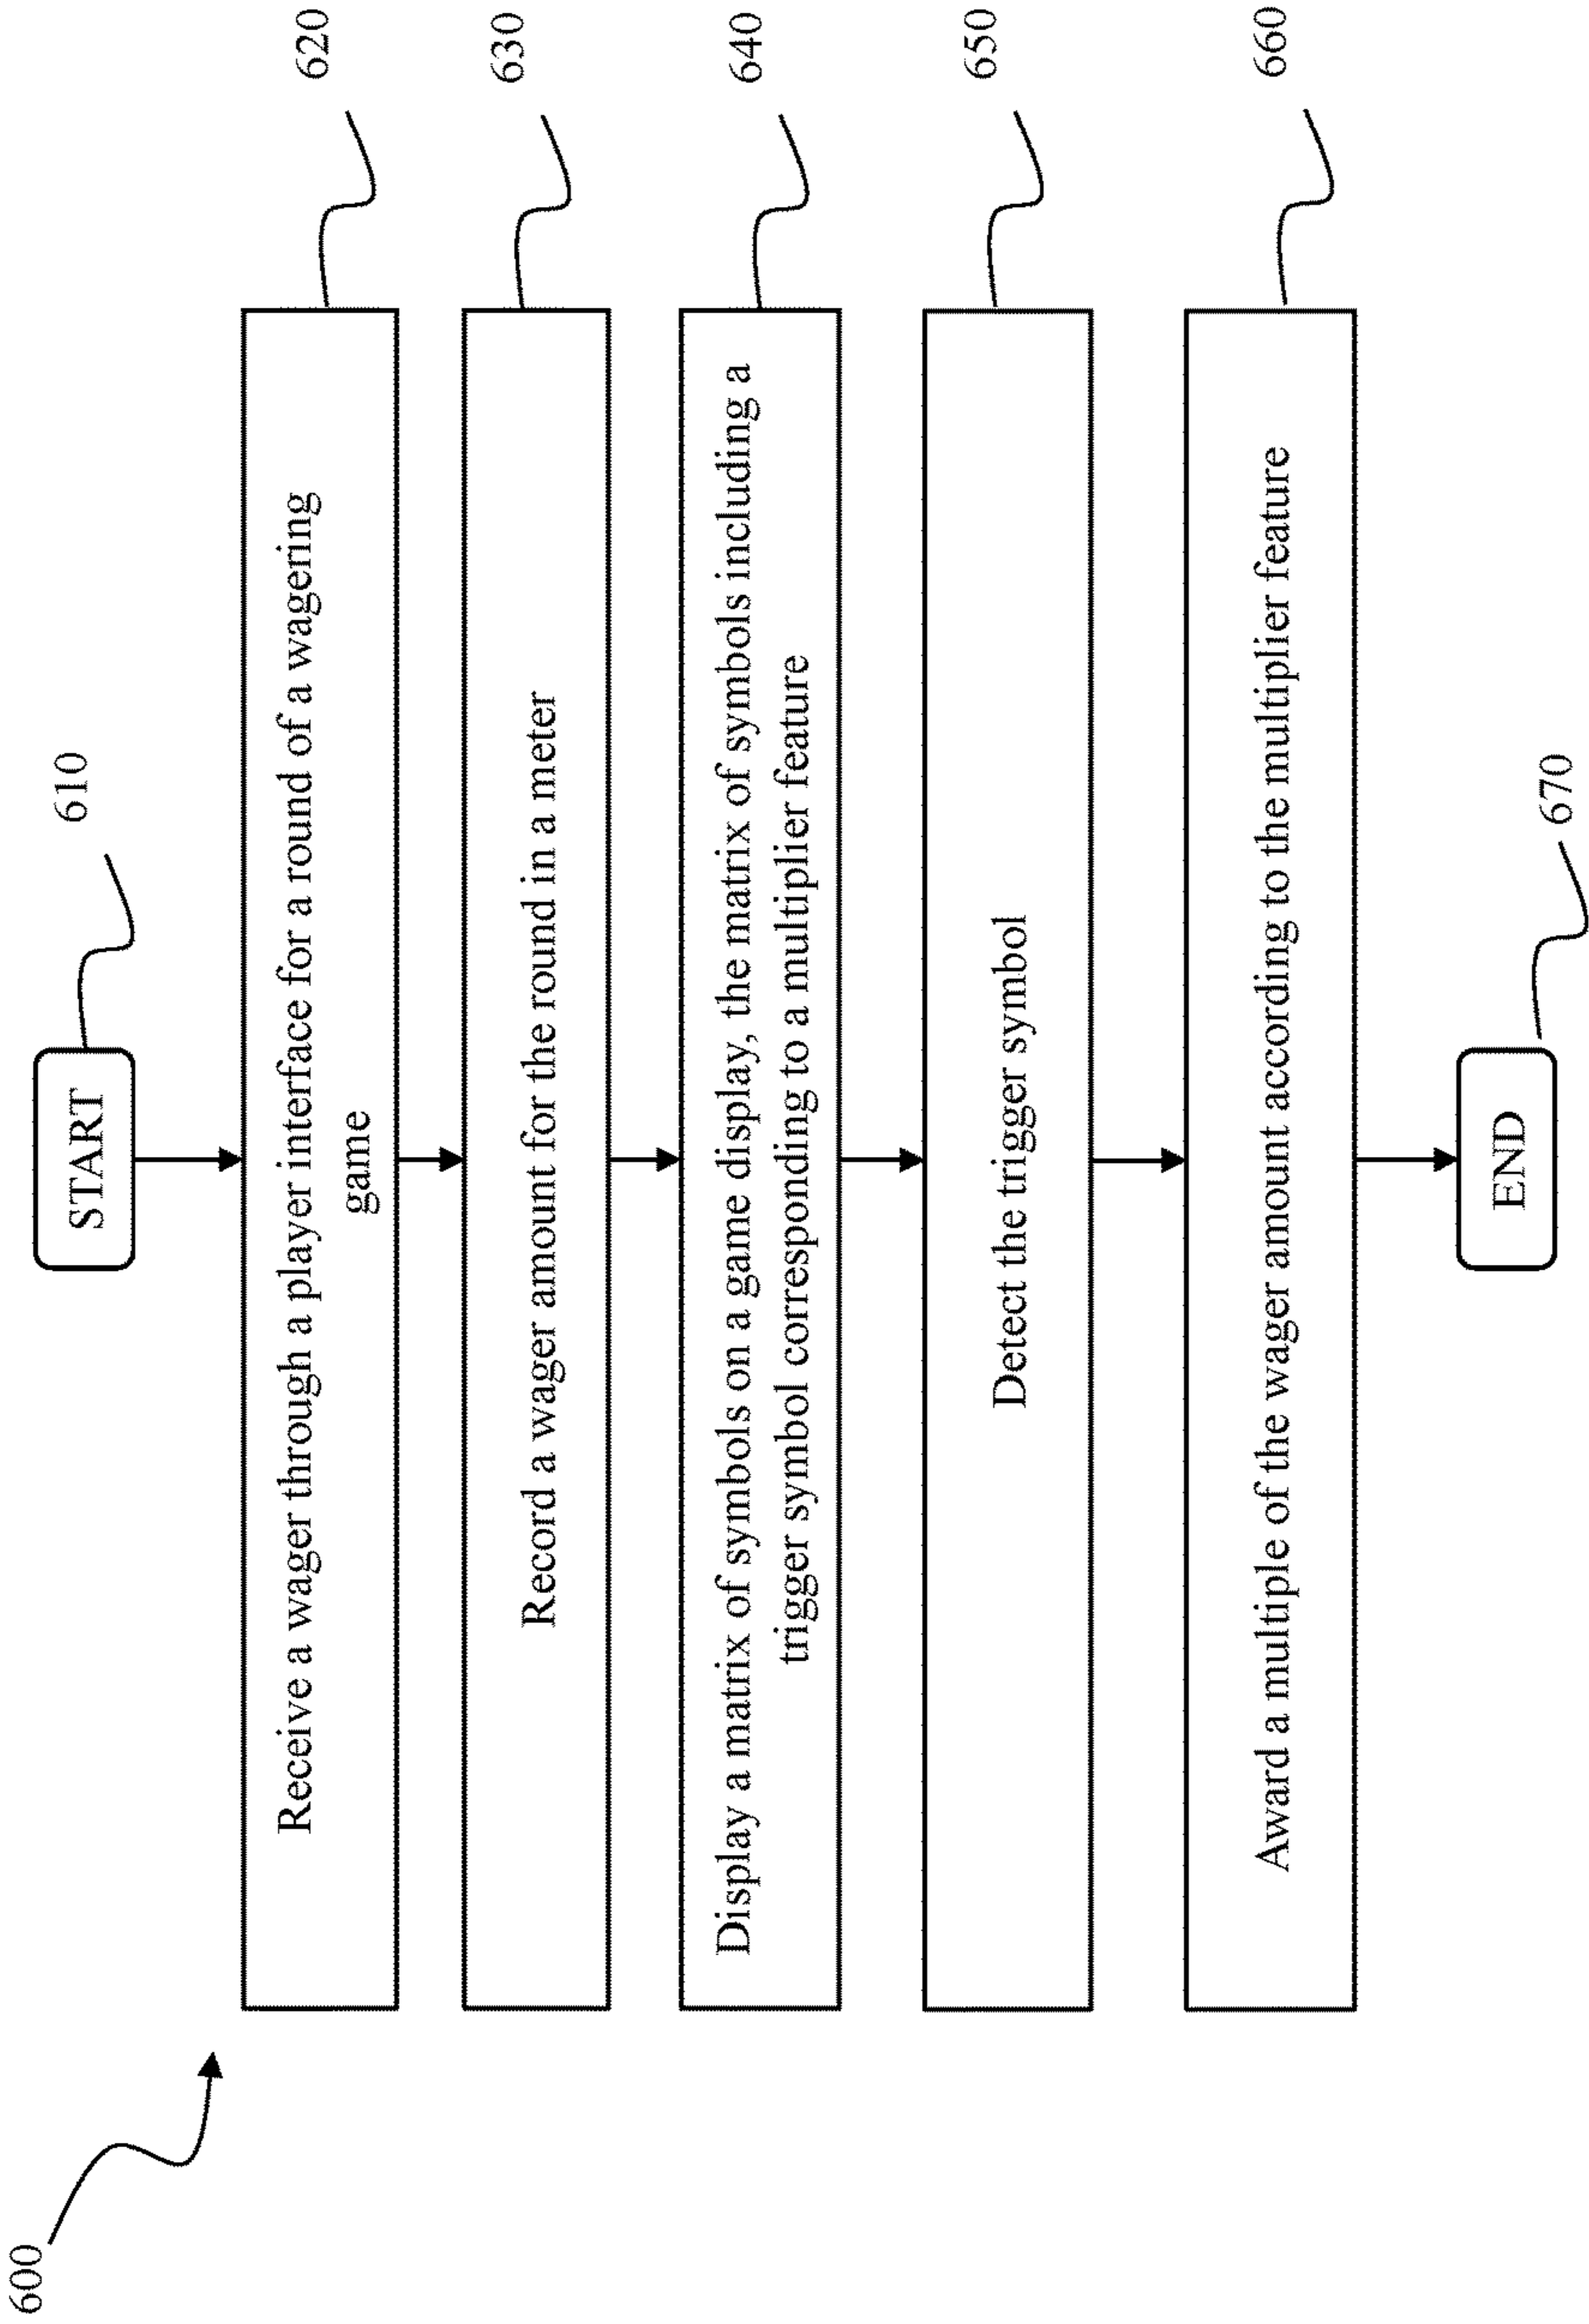 600
START
610
Receive a wager through a player interface for a round of a wagering
game
620
Record a wager amount for the round in a meter
630
Display a matrix of symbols on a game display, the matrix of symbols including a
trigger symbol corresponding to a multiplier feature
640
Detect the trigger symbol
650
Award a multiple of the wager amount according to the multiplier feature
660
END
670